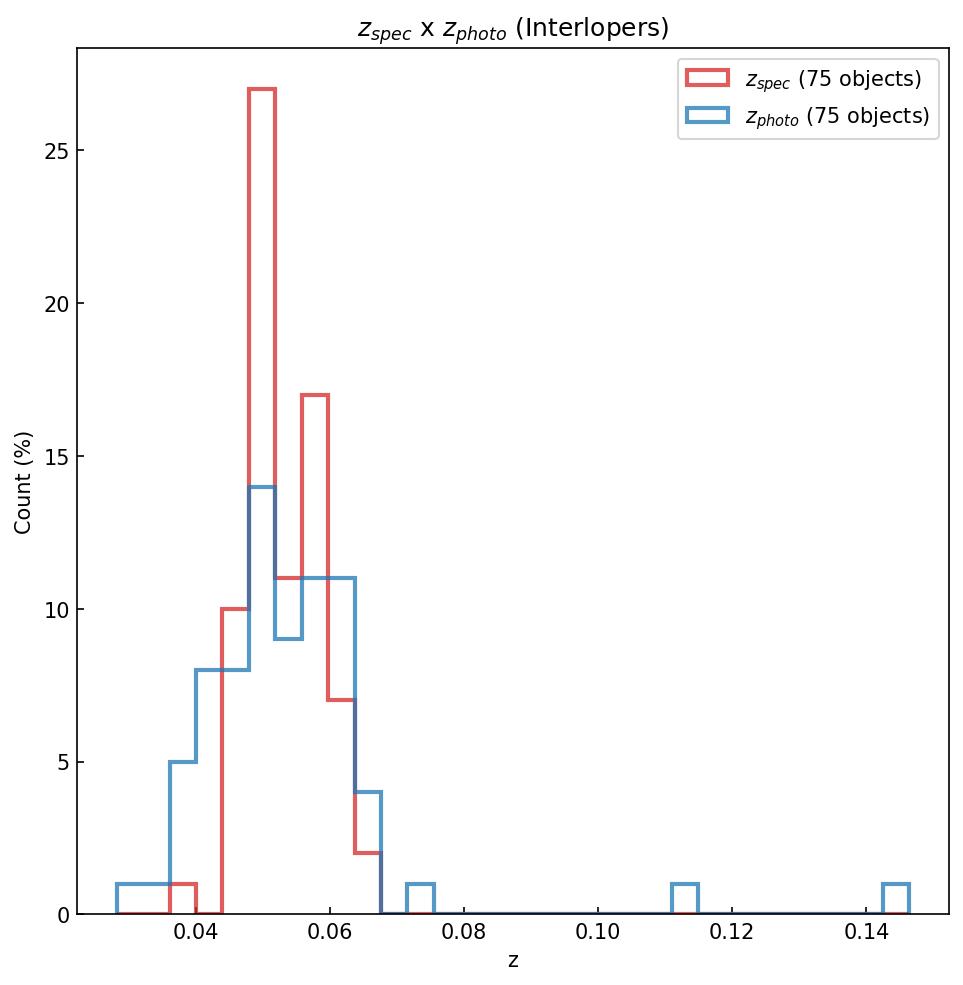 z_spec x z_photo (Interlopers)
z_spec (75 objects)
z_photo (75 objects)
Count (%)
25
20
15
10
5
0
0.04 0.06 0.08 0.10 0.12 0.14
z